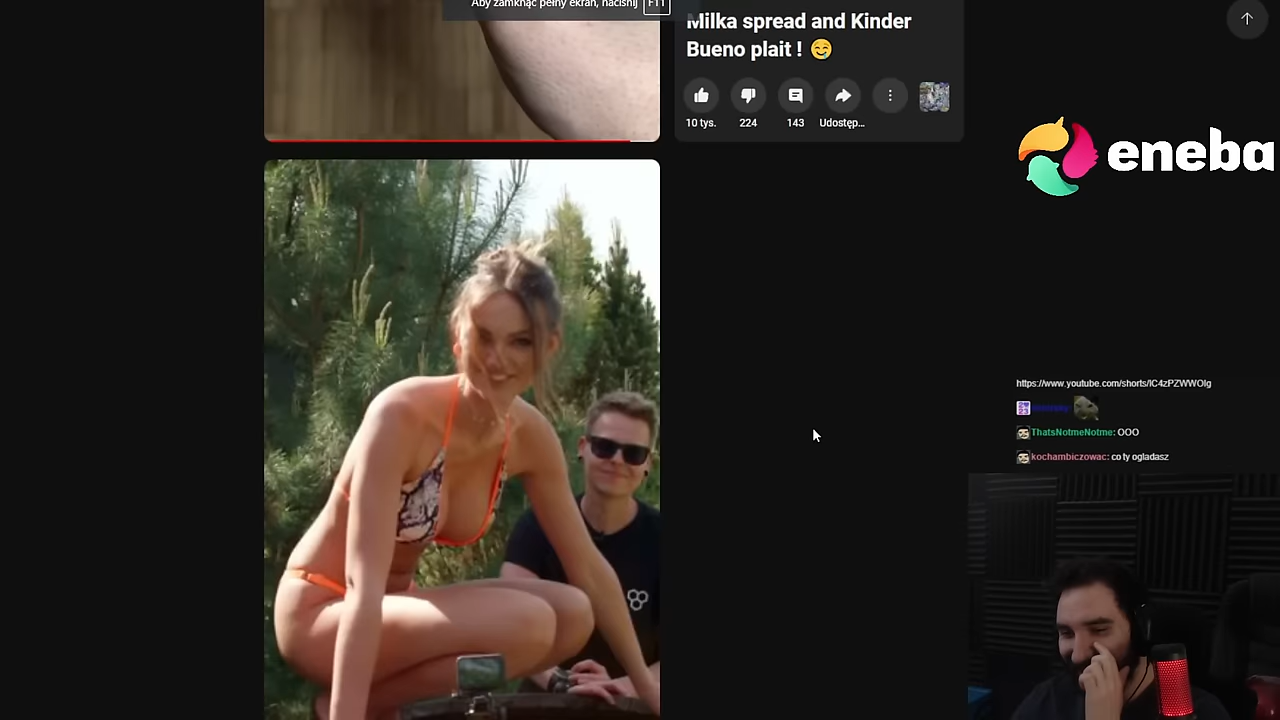 Aby zamknąć pełny ekran, naciśnij F11
Milka spread and Kinder
Bueno plait ! 😊
10 tys.
224
143
Udostęp...
eneba
https://www.youtube.com/shorts/lC4zPZWWOlg
ThatsNotmeNotme: OOO
kochambiczowac: co ty ogladasz